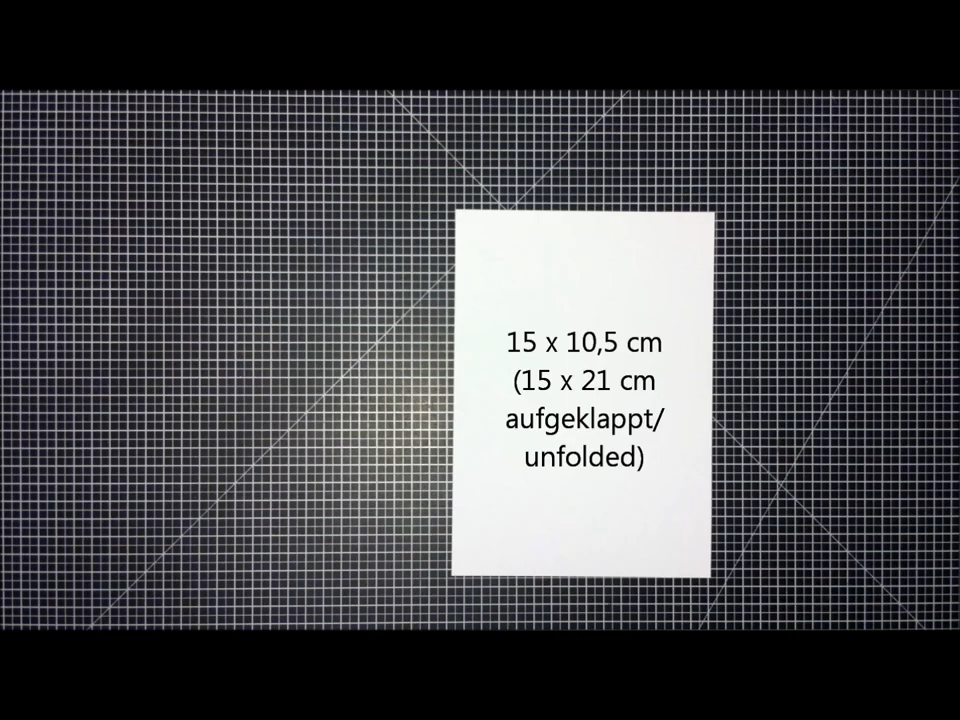 15 x 10,5 cm
(15 x 21 cm
aufgeklappt/
unfolded)